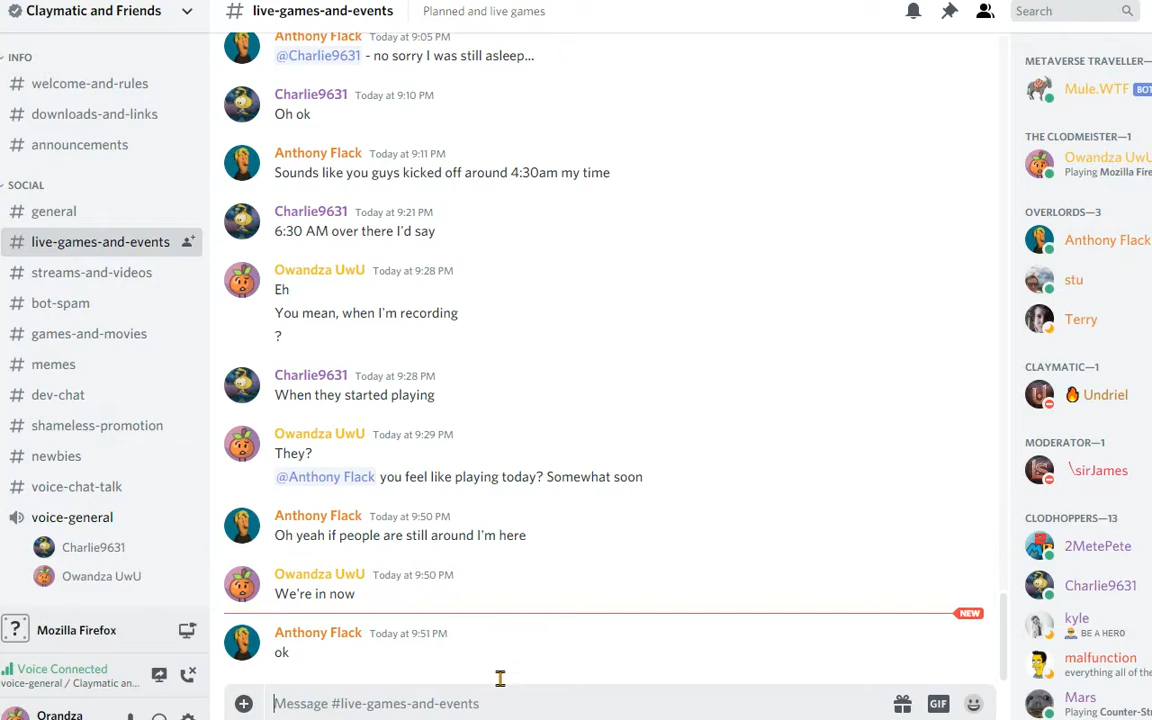 Claymatic and Friends
INFO
# welcome-and-rules
# downloads-and-links
# announcements
SOCIAL
# general
# live-games-and-events
# streams-and-videos
# bot-spam
# games-and-movies
# memes
# dev-chat
# shameless-promotion
# newbies
# voice-chat-talk
voice-general
Charlie9631
Owandza UwU
? Mozilla Firefox
Voice Connected
voice-general / Claymatic an...
Orandza
# live-games-and-events
Planned and live games
Search
Anthony Flack Today at 9:05 PM
@Charlie9631 - no sorry I was still asleep...
Charlie9631 Today at 9:10 PM
Oh ok
Anthony Flack Today at 9:11 PM
Sounds like you guys kicked off around 4:30am my time
Charlie9631 Today at 9:21 PM
6:30 AM over there I'd say
Owandza UwU Today at 9:28 PM
Eh
You mean, when I'm recording
?
Charlie9631 Today at 9:28 PM
When they started playing
Owandza UwU Today at 9:29 PM
They?
@Anthony Flack you feel like playing today? Somewhat soon
Anthony Flack Today at 9:50 PM
Oh yeah if people are still around I'm here
Owandza UwU Today at 9:50 PM
We're in now
NEW
Anthony Flack Today at 9:51 PM
ok
Message #live-games-and-events
GIF
METAVERSE TRAVELLER—
Mule.WTF BOT
THE CLODMEISTER—1
Owandza UwU
Playing Mozilla Fire
OVERLORDS—3
Anthony Flack
stu
Terry
CLAYMATIC—1
🔥 Undriel
MODERATOR—1
\sirJames
CLODHOPPERS—13
2MetePete
Charlie9631
kyle
BE A HERO
malfunction
everything all of the
Mars
Playing Counter-Str